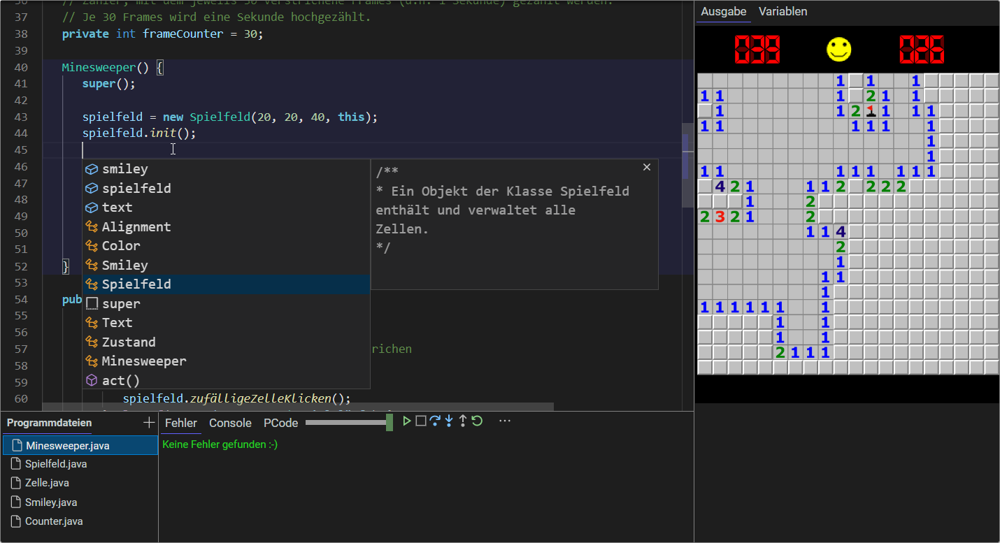 36 // Zähler, mit dem jeweils 30 verstrichene Frames (d.h. 1 Sekunde) gezählt werden.
37 // Je 30 Frames wird eine Sekunde hochgezählt.
38 private int frameCounter = 30;
39
40 Minesweeper() {
41 super();
42
43 spielfeld = new Spielfeld(20, 20, 40, this);
44 spielfeld.init();
45
46
47
48
49
50
51
52 }
53
54 pub
55
56
57 richen
58
59
60 spielfeld.zufälligeZelleKlicken();
smiley
spielfeld
text
Alignment
Color
Smiley
Spielfeld
super
Text
Zustand
Minesweeper
act()
/**
* Ein Objekt der Klasse Spielfeld
enthält und verwaltet alle
Zellen.
*/
Programmdateien
Minesweeper.java
Spielfeld.java
Zelle.java
Smiley.java
Counter.java
Fehler Console PCode
Keine Fehler gefunden :-)
Ausgabe Variablen
039 026
1 1 1
1 1 1 2 1 1
1 1 2 1 1 1
1 1 1 1 1 1
1
1
1 1 1 1 1 1 1 1
4 2 1 1 1 2 2 2 2
1 2
2 3 2 1 2
1 1 4
2
1
1 1
1
1 1 1 1 1 1 1
1 1
1 1
2 1 1 1